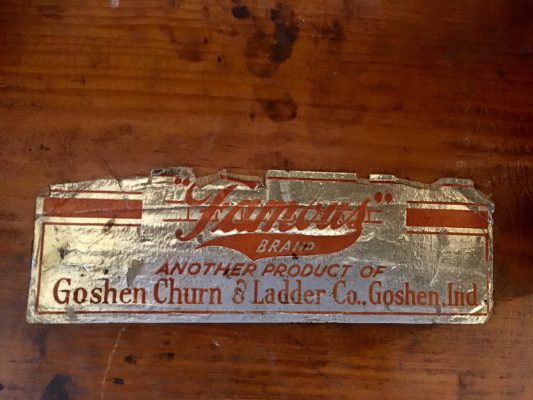 "Famous"
BRAND
ANOTHER PRODUCT OF
Goshen Churn & Ladder Co., Goshen, Ind